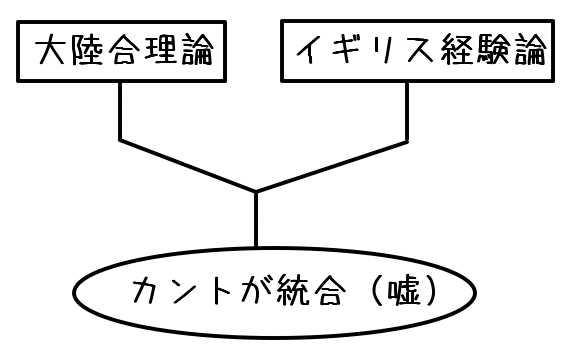 大陸合理論
イギリス経験論
カントが統合（嘘）